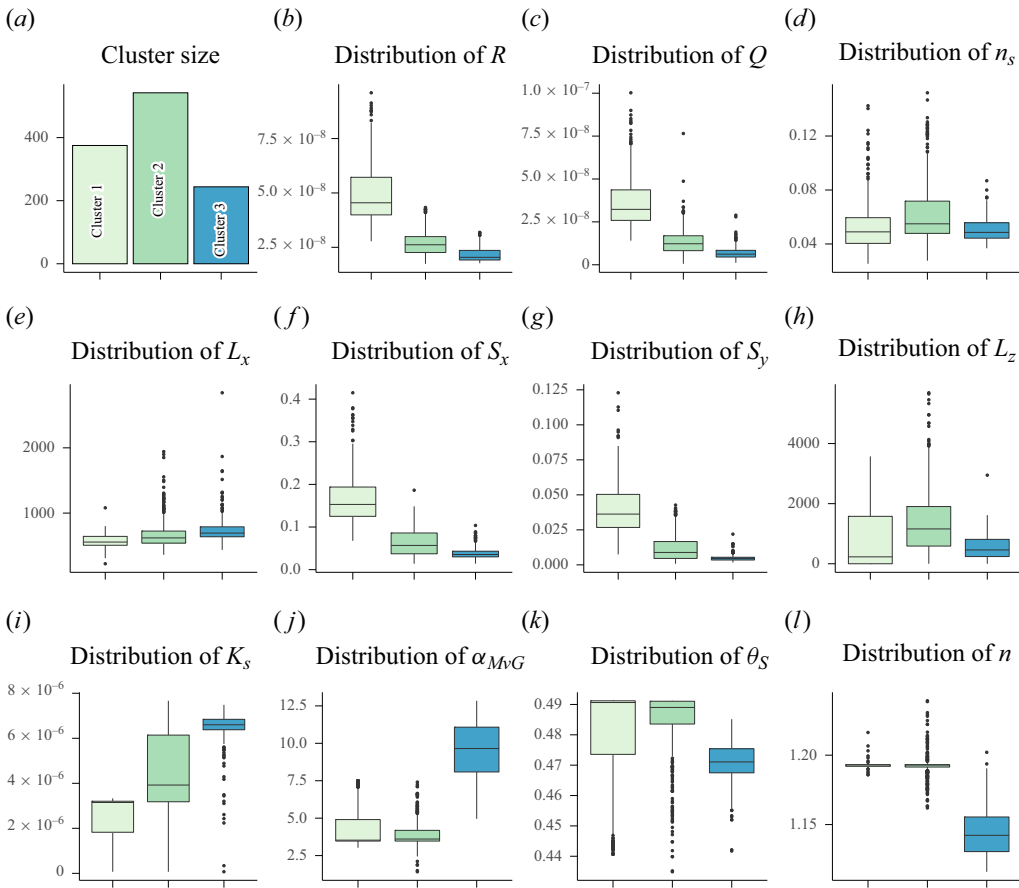 (a)
Cluster size
400
200
0
Cluster 1
Cluster 2
Cluster 3
(b)
Distribution of R
7.5 × 10⁻⁸
5.0 × 10⁻⁸
2.5 × 10⁻⁸
(c)
Distribution of Q
1.0 × 10⁻⁷
7.5 × 10⁻⁸
5.0 × 10⁻⁸
2.5 × 10⁻⁸
0
(d)
Distribution of nₛ
0.12
0.08
0.04
(e)
Distribution of Lₓ
2000
1000
(f)
Distribution of Sₓ
0.4
0.3
0.2
0.1
0.0
(g)
Distribution of S_y
0.125
0.100
0.075
0.050
0.025
0.000
(h)
Distribution of L_z
4000
2000
0
(i)
Distribution of Kₛ
8 × 10⁻⁶
6 × 10⁻⁶
4 × 10⁻⁶
2 × 10⁻⁶
0
(j)
Distribution of α_MvG
12.5
10.0
7.5
5.0
2.5
(k)
Distribution of θ_S
0.49
0.48
0.47
0.46
0.45
0.44
(l)
Distribution of n
1.20
1.15